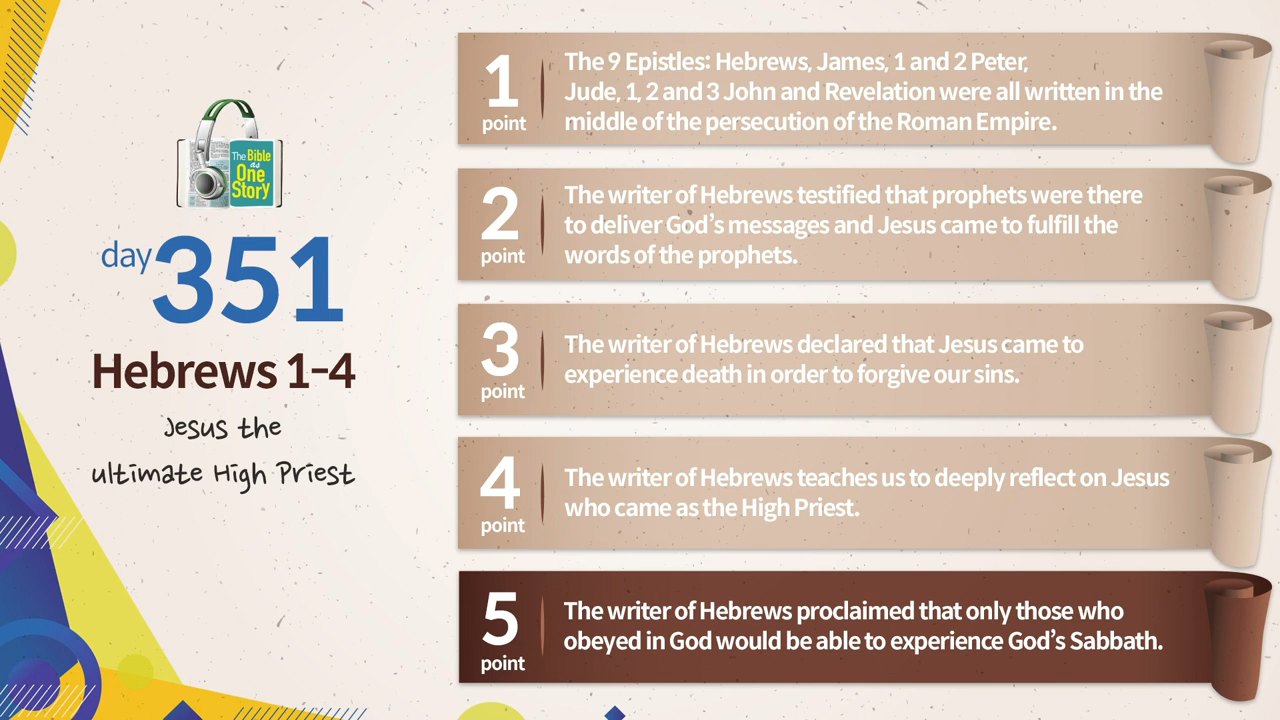 The Bible
as
One
Story
day 351
Hebrews 1-4
Jesus the
ultimate High Priest
1
point
The 9 Epistles: Hebrews, James, 1 and 2 Peter,
Jude, 1, 2 and 3 John and Revelation were all written in the
middle of the persecution of the Roman Empire.
2
point
The writer of Hebrews testified that prophets were there
to deliver God's messages and Jesus came to fulfill the
words of the prophets.
3
point
The writer of Hebrews declared that Jesus came to
experience death in order to forgive our sins.
4
point
The writer of Hebrews teaches us to deeply reflect on Jesus
who came as the High Priest.
5
point
The writer of Hebrews proclaimed that only those who
obeyed in God would be able to experience God's Sabbath.